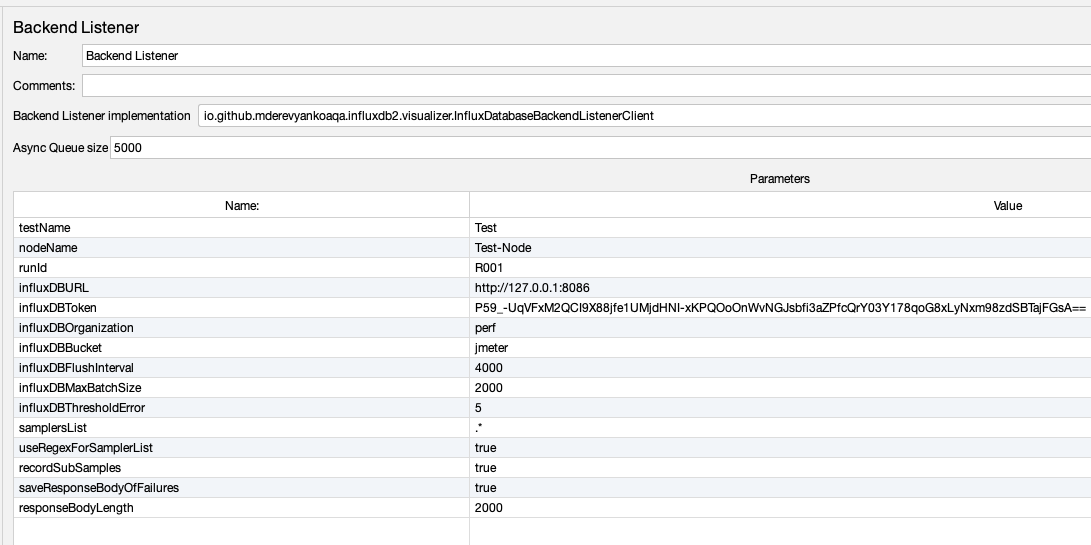 Backend Listener
Name: Backend Listener
Comments:
Backend Listener implementation io.github.mderevyankoaqa.influxdb2.visualizer.InfluxDatabaseBackendListenerClient
Async Queue size 5000
Parameters
Name: Value
testName Test
nodeName Test-Node
runId R001
influxDBURL http://127.0.0.1:8086
influxDBToken P59_-UqVFxM2QCI9X88jfe1UMjdHNI-xKPQOoOnWvNGJsbfi3aZPfcQrY03Y178qoG8xLyNxm98zdSBTajFGsA==
influxDBOrganization perf
influxDBBucket jmeter
influxDBFlushInterval 4000
influxDBMaxBatchSize 2000
influxDBThresholdError 5
samplersList .*
useRegexForSamplerList true
recordSubSamples true
saveResponseBodyOfFailures true
responseBodyLength 2000